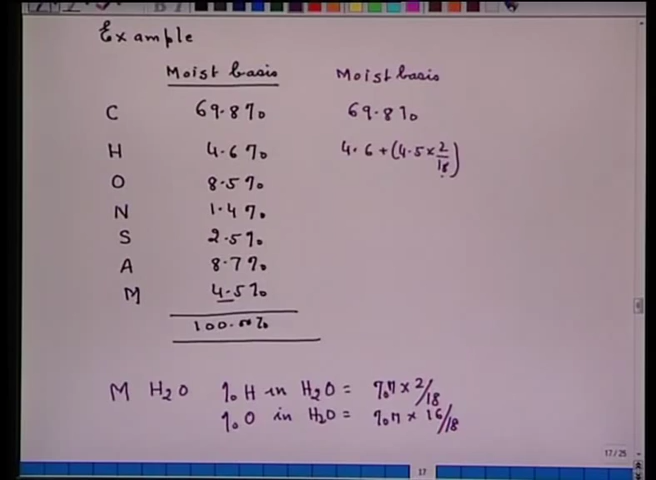 Example
Moist basis Moist basis
C 69.8% 69.8%
H 4.6% 4.6 + (4.5 × 2/18)
O 8.5%
N 1.4%
S 2.5%
A 8.7%
M 4.5%
100.00%
M H2O % H in H2O = %M × 2/18
% O in H2O = %M × 16/18
17/25
17